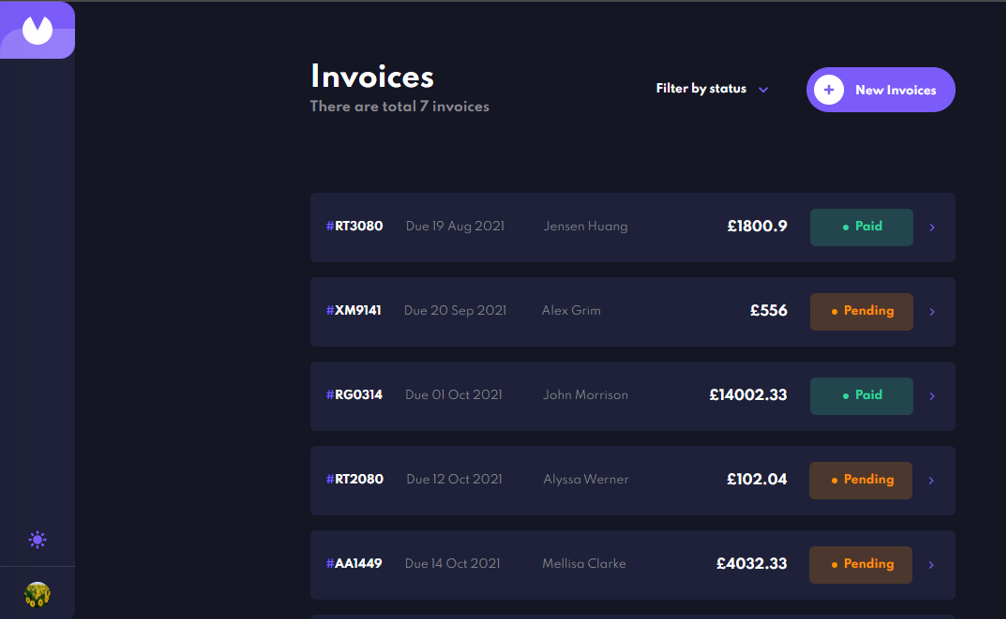 Invoices
There are total 7 invoices
Filter by status
+ New Invoices
#RT3080 Due 19 Aug 2021 Jensen Huang £1800.9 Paid
#XM9141 Due 20 Sep 2021 Alex Grim £556 Pending
#RG0314 Due 01 Oct 2021 John Morrison £14002.33 Paid
#RT2080 Due 12 Oct 2021 Alyssa Werner £102.04 Pending
#AA1449 Due 14 Oct 2021 Mellisa Clarke £4032.33 Pending